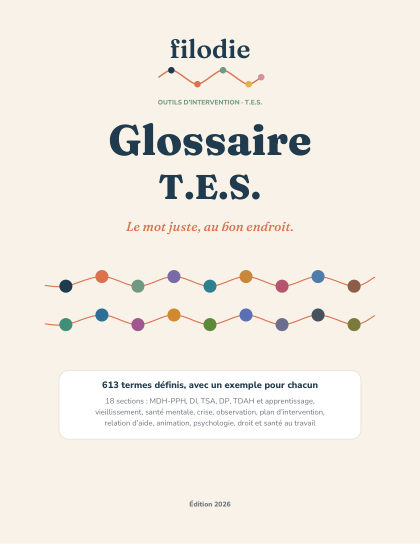 filodie
OUTILS D'INTERVENTION · T.E.S.
Glossaire
T.E.S.
Le mot juste, au bon endroit.
613 termes définis, avec un exemple pour chacun
18 sections : MDH-PPH, DI, TSA, DP, TDAH et apprentissage,
vieillissement, santé mentale, crise, observation, plan d'intervention,
relation d'aide, animation, psychologie, droit et santé au travail
Édition 2026